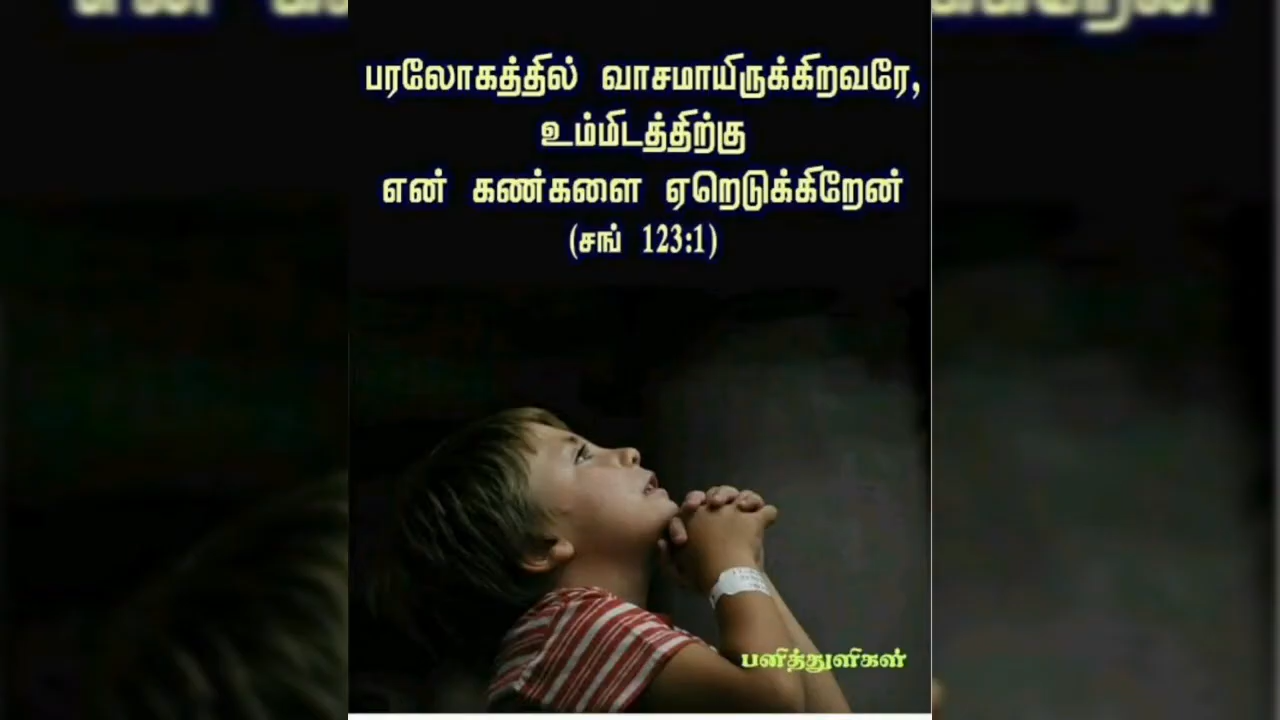 பரலோகத்தில் வாசமாயிருக்கிறவரே,
உம்மிடத்திற்கு
என் கண்களை ஏறெடுக்கிறேன்
(சங் 123:1)
பனித்துளிகள்